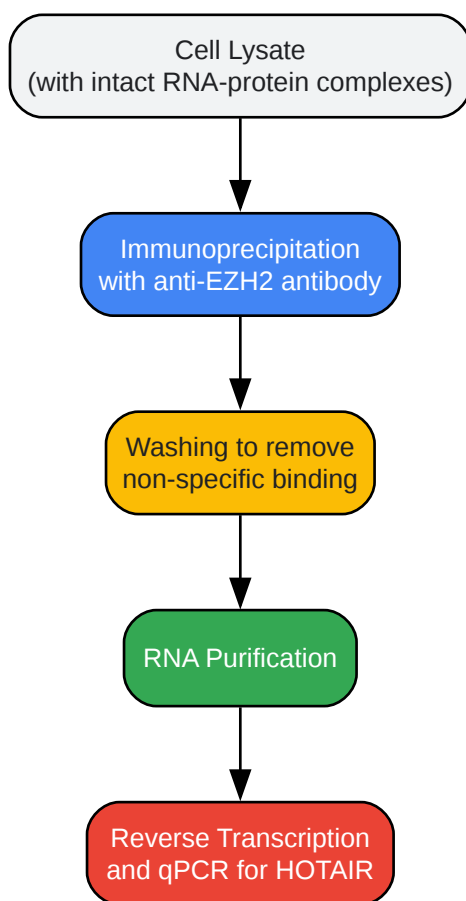 Cell Lysate
(with intact RNA-protein complexes)
Immunoprecipitation
with anti-EZH2 antibody
Washing to remove
non-specific binding
RNA Purification
Reverse Transcription
and qPCR for HOTAIR